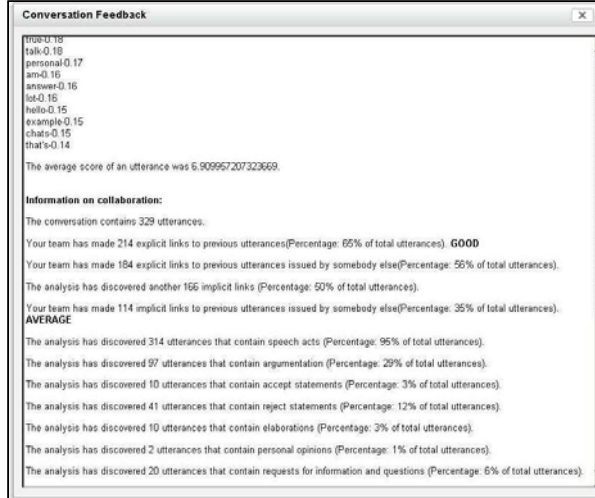 Conversation Feedback
true-0.18
talk-0.18
personal-0.17
am-0.16
answer-0.16
lot-0.16
hello-0.15
example-0.15
chats-0.15
that's-0.14
The average score of an utterance was 6.909957207323669.
Information on collaboration:
The conversation contains 329 utterances.
Your team has made 214 explicit links to previous utterances(Percentage: 65% of total utterances). GOOD
Your team has made 184 explicit links to previous utterances issued by somebody else(Percentage: 56% of total utterances).
The analysis has discovered another 166 implicit links (Percentage: 50% of total utterances).
Your team has made 114 implicit links to previous utterances issued by somebody else(Percentage: 35% of total utterances).
AVERAGE
The analysis has discovered 314 utterances that contain speech acts (Percentage: 95% of total utterances).
The analysis has discovered 97 utterances that contain argumentation (Percentage: 29% of total utterances).
The analysis has discovered 10 utterances that contain accept statements (Percentage: 3% of total utterances).
The analysis has discovered 41 utterances that contain reject statements (Percentage: 12% of total utterances).
The analysis has discovered 10 utterances that contain elaborations (Percentage: 3% of total utterances).
The analysis has discovered 2 utterances that contain personal opinions (Percentage: 1% of total utterances).
The analysis has discovered 20 utterances that contain requests for information and questions (Percentage: 6% of total utterances).